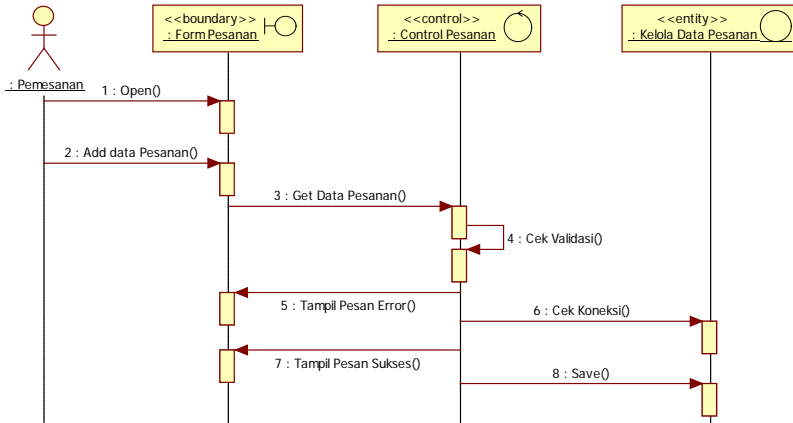 <<boundary>>
: Form Pesanan
<<control>>
: Control Pesanan
<<entity>>
: Kelola Data Pesanan
: Pemesanan
1 : Open()
2 : Add data Pesanan()
3 : Get Data Pesanan()
4 : Cek Validasi()
5 : Tampil Pesan Error()
6 : Cek Koneksi()
7 : Tampil Pesan Sukses()
8 : Save()